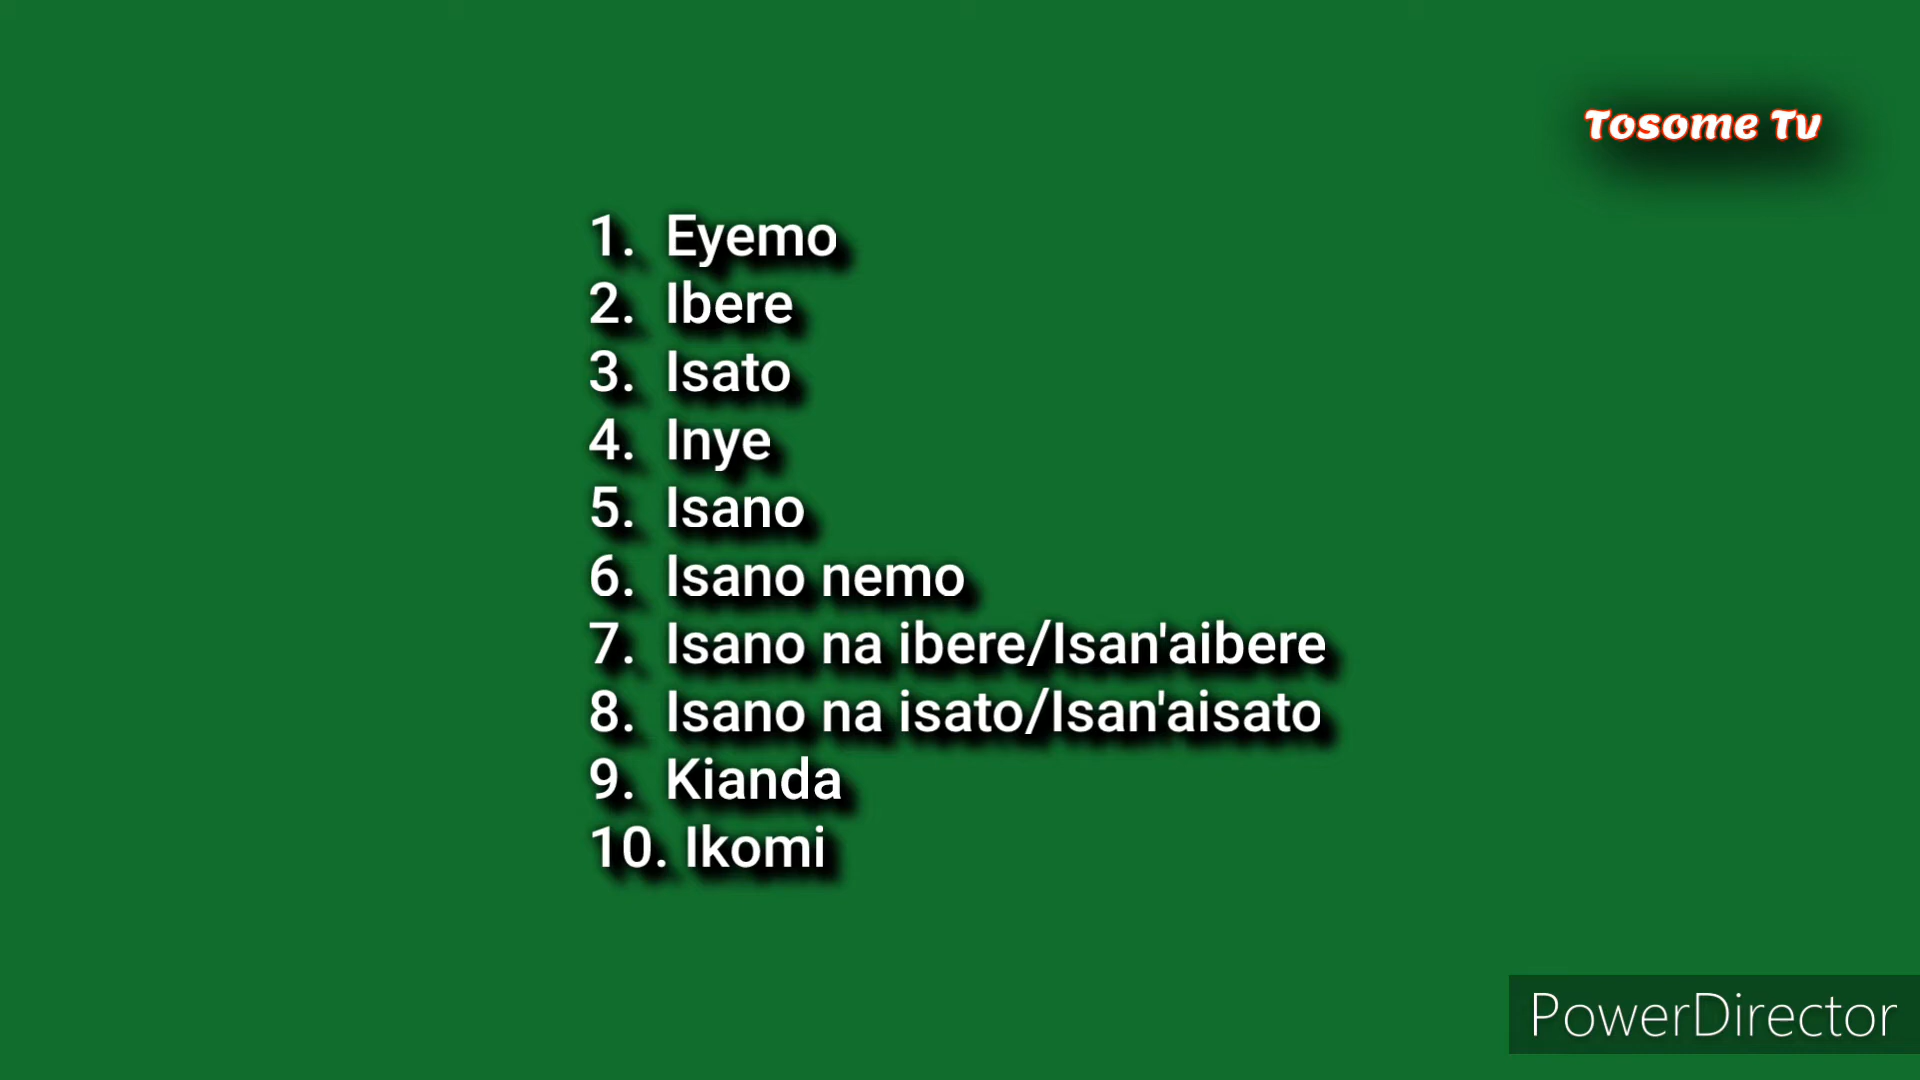 Tosome Tv
1. Eyemo
2. Ibere
3. Isato
4. Inye
5. Isano
6. Isano nemo
7. Isano na ibere/Isan'aibere
8. Isano na isato/Isan'aisato
9. Kianda
10. Ikomi
PowerDirector